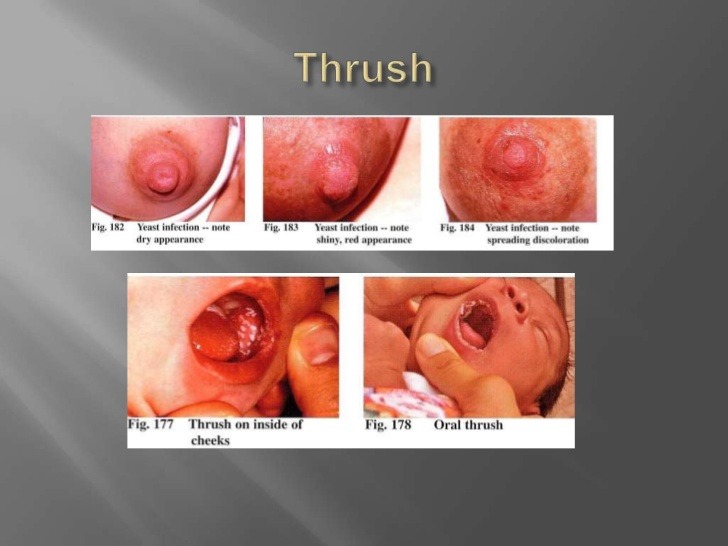 Thrush
Fig. 182 Yeast infection -- note
dry appearance
Fig. 183 Yeast infection -- note
shiny, red appearance
Fig. 184 Yeast infection -- note
spreading discoloration
Fig. 177 Thrush on inside of
cheeks
Fig. 178 Oral thrush